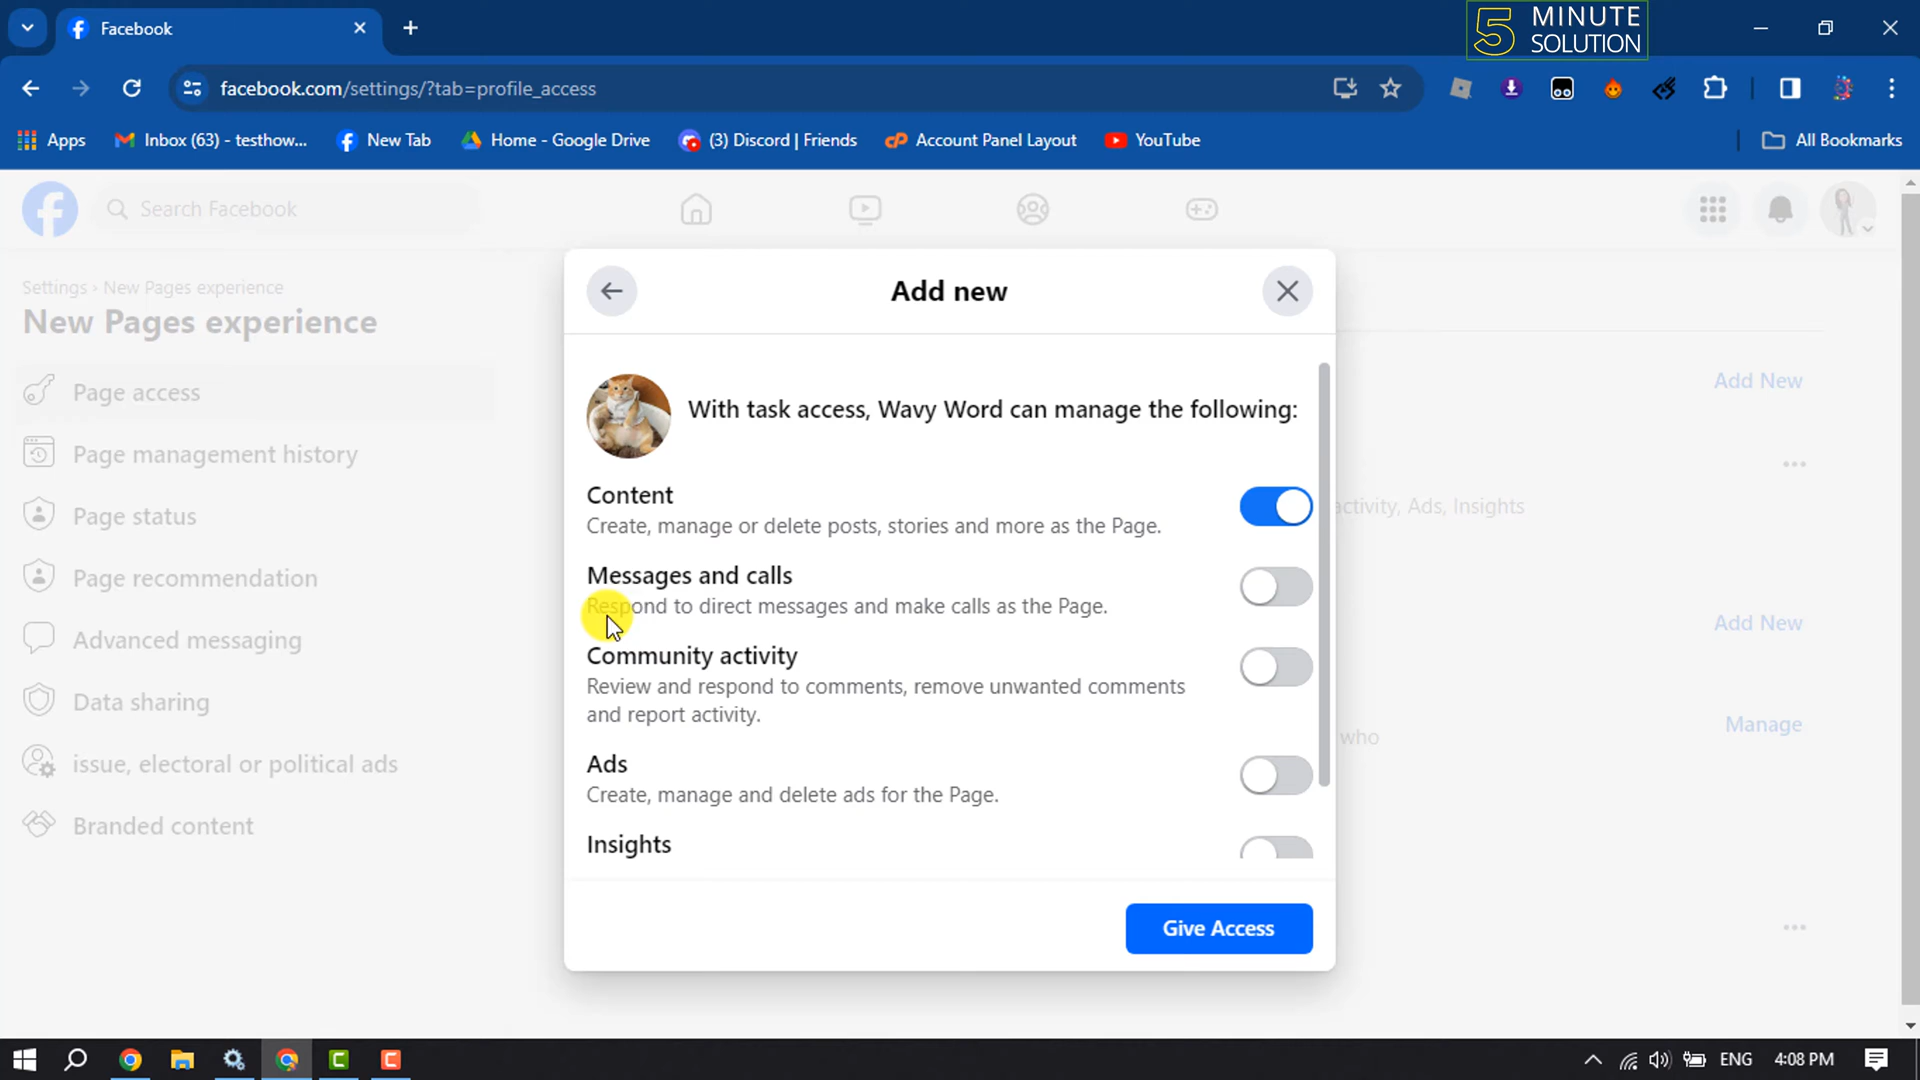 Facebook
5 MINUTE
SOLUTION
facebook.com/settings/?tab=profile_access
Apps
Inbox (63) - testhow...
New Tab
Home - Google Drive
(3) Discord | Friends
Account Panel Layout
YouTube
All Bookmarks
Search Facebook
Settings › New Pages experience
New Pages experience
Page access
Page management history
Page status
Page recommendation
Advanced messaging
Data sharing
issue, electoral or political ads
Branded content
Add new
With task access, Wavy Word can manage the following:
Content
Create, manage or delete posts, stories and more as the Page.
Messages and calls
Respond to direct messages and make calls as the Page.
Community activity
Review and respond to comments, remove unwanted comments
and report activity.
Ads
Create, manage and delete ads for the Page.
Insights
Give Access
Add New
activity, Ads, Insights
Add New
who
Manage
ENG
4:08 PM